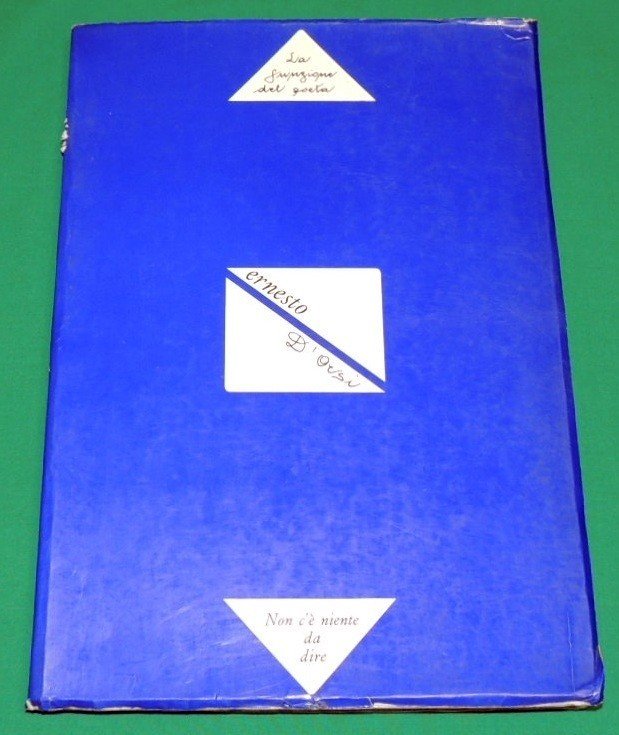 La
funzione
del poeta
ernesto
D'Orsi
Non c'è niente
da
dire